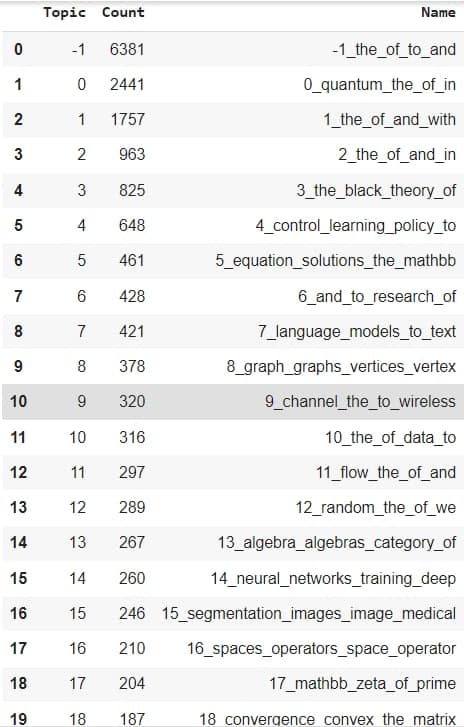 Topic Count Name
0 -1 6381 -1_the_of_to_and
1 0 2441 0_quantum_the_of_in
2 1 1757 1_the_of_and_with
3 2 963 2_the_of_and_in
4 3 825 3_the_black_theory_of
5 4 648 4_control_learning_policy_to
6 5 461 5_equation_solutions_the_mathbb
7 6 428 6_and_to_research_of
8 7 421 7_language_models_to_text
9 8 378 8_graph_graphs_vertices_vertex
10 9 320 9_channel_the_to_wireless
11 10 316 10_the_of_data_to
12 11 297 11_flow_the_of_and
13 12 289 12_random_the_of_we
14 13 267 13_algebra_algebras_category_of
15 14 260 14_neural_networks_training_deep
16 15 246 15_segmentation_images_image_medical
17 16 210 16_spaces_operators_space_operator
18 17 204 17_mathbb_zeta_of_prime
19 18 187 18_convergence_convex_the_matrix